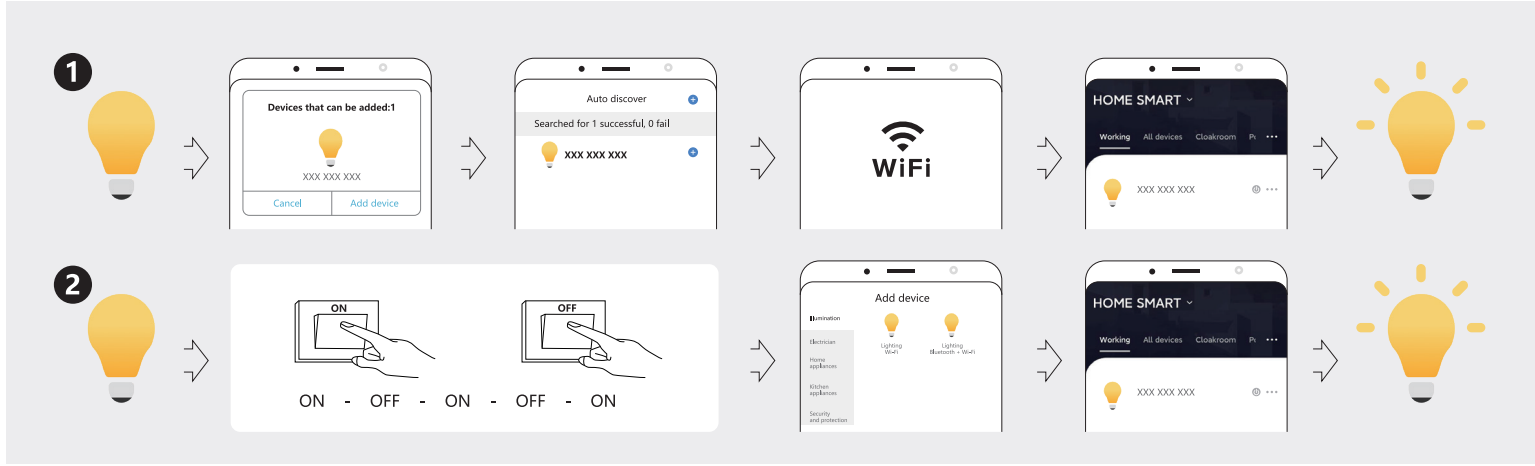 1
Devices that can be added:1
XXX XXX XXX
Cancel
Add device
Auto discover
Searched for 1 successful, 0 fail
XXX XXX XXX
WiFi
HOME SMART
Working All devices Cloakroom
XXX XXX XXX
2
ON
OFF
ON - OFF - ON - OFF - ON
Add device
Illumination
Electrician
Home
appliances
Kitchen
appliances
Security
and protection
Lighting
Wi-Fi
Lighting
Bluetooth + Wi-Fi
HOME SMART
Working All devices Cloakroom
XXX XXX XXX